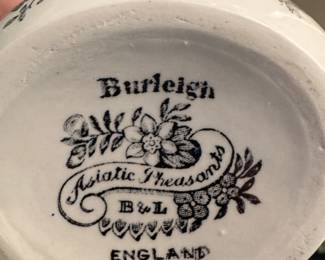 Burleigh
Asiatic Pheasants
B & L
ENGLAND